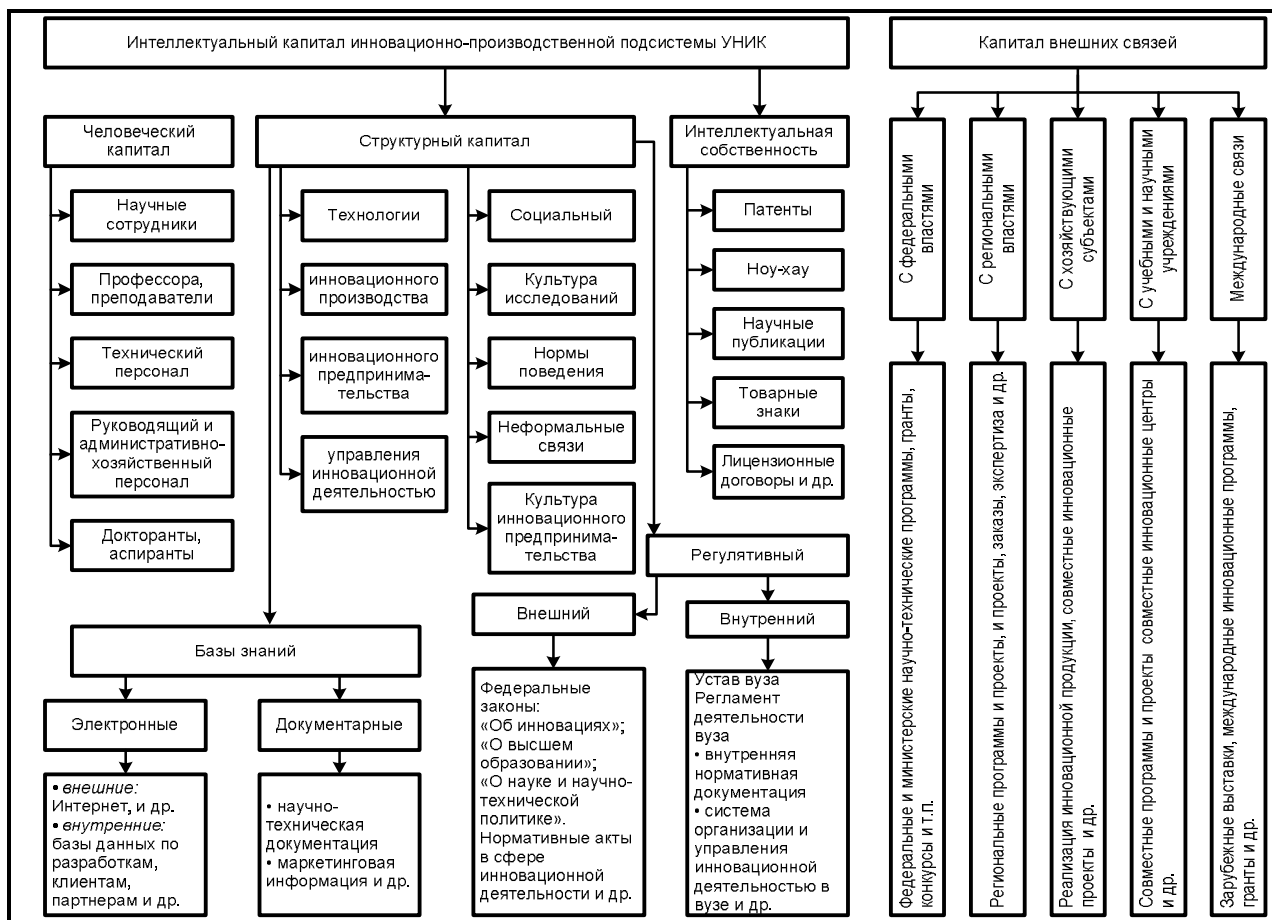 Интеллектуальный капитал инновационно-производственной подсистемы УНИК
Капитал внешних связей
Человеческий
капитал
Научные
сотрудники
Профессора,
преподаватели
Технический
персонал
Руководящий и
административно-
хозяйственный
персонал
Докторанты,
аспиранты
Структурный капитал
Технологии
инновационного
производства
инновационного
предпринима-
тельства
управления
инновационной
деятельностью
Социальный
Культура
исследований
Нормы
поведения
Неформальные
связи
Культура
инновационного
предпринима-
тельства
Интеллектуальная
собственность
Патенты
Ноу-хау
Научные
публикации
Товарные
знаки
Лицензионные
договоры и др.
Регулятивный
Внешний
Внутренний
Федеральные
законы:
«Об инновациях»;
«О высшем
образовании»;
«О науке и научно-
технической
политике».
Нормативные акты
в сфере
инновационной
деятельности и др.
Устав вуза
Регламент
деятельности
вуза
• внутренняя
нормативная
документация
• система
организации и
управления
инновационной
деятельностью в
вузе и др.
Базы знаний
Электронные
Документарные
• внешние:
Интернет, и др.
• внутренние:
базы данных по
разработкам,
клиентам,
партнерам и др.
• научно-
техническая
документация
• маркетинговая
информация и др.
С федеральными
властями
С региональными
властями
С хозяйствующими
субъектами
С учебными и научными
учреждениями
Международные связи
Федеральные и министерские научно-технические программы, гранты,
конкурсы и т.п.
Региональные программы и проекты, и проекты, заказы, экспертиза и др.
Реализация инновационной продукции, совместные инновационные
проекты и др.
Совместные программы и проекты совместные инновационные центры
и др.
Зарубежные выставки, международные инновационные программы,
гранты и др.